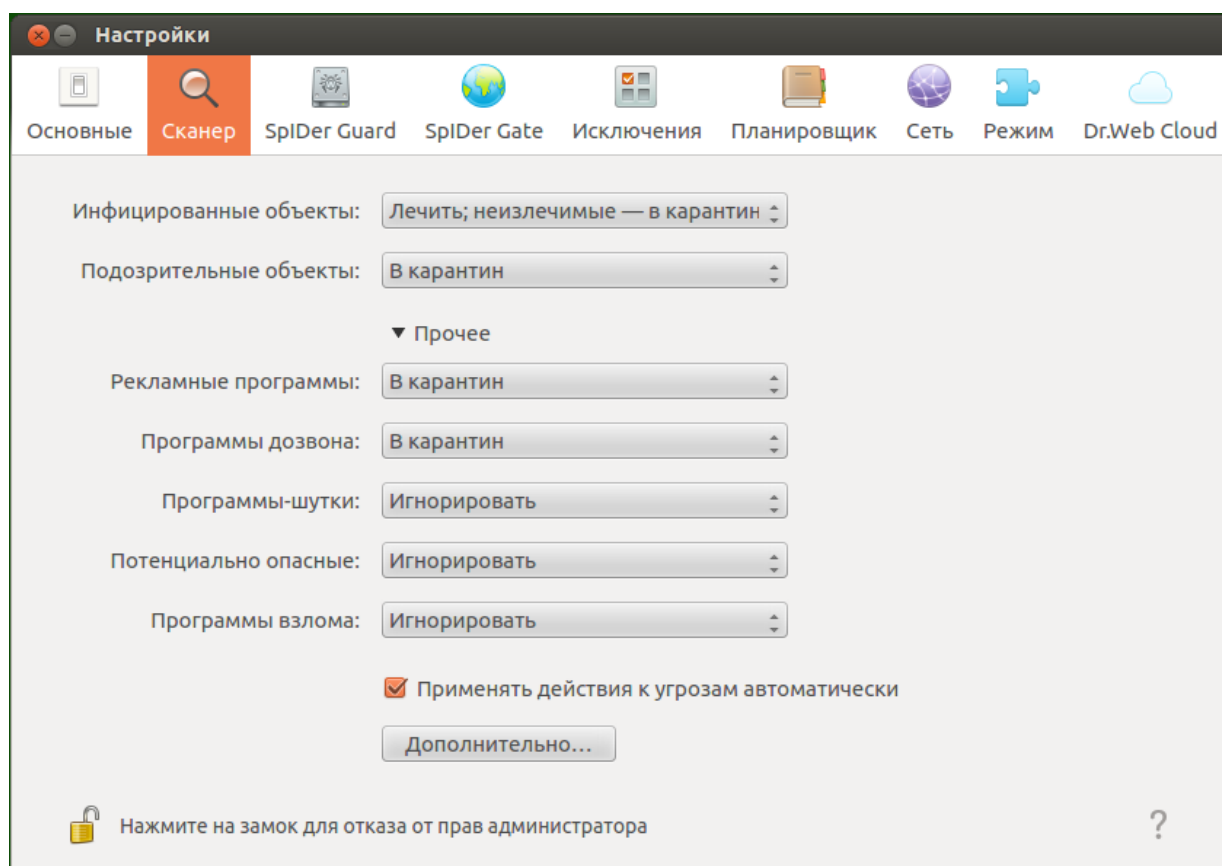 Настройки
Основные Сканер SpIDer Guard SpIDer Gate Исключения Планировщик Сеть Режим Dr.Web Cloud
Инфицированные объекты: Лечить; неизлечимые — в карантин
Подозрительные объекты: В карантин
Прочее
Рекламные программы: В карантин
Программы дозвона: В карантин
Программы-шутки: Игнорировать
Потенциально опасные: Игнорировать
Программы взлома: Игнорировать
Применять действия к угрозам автоматически
Дополнительно...
Нажмите на замок для отказа от прав администратора ?